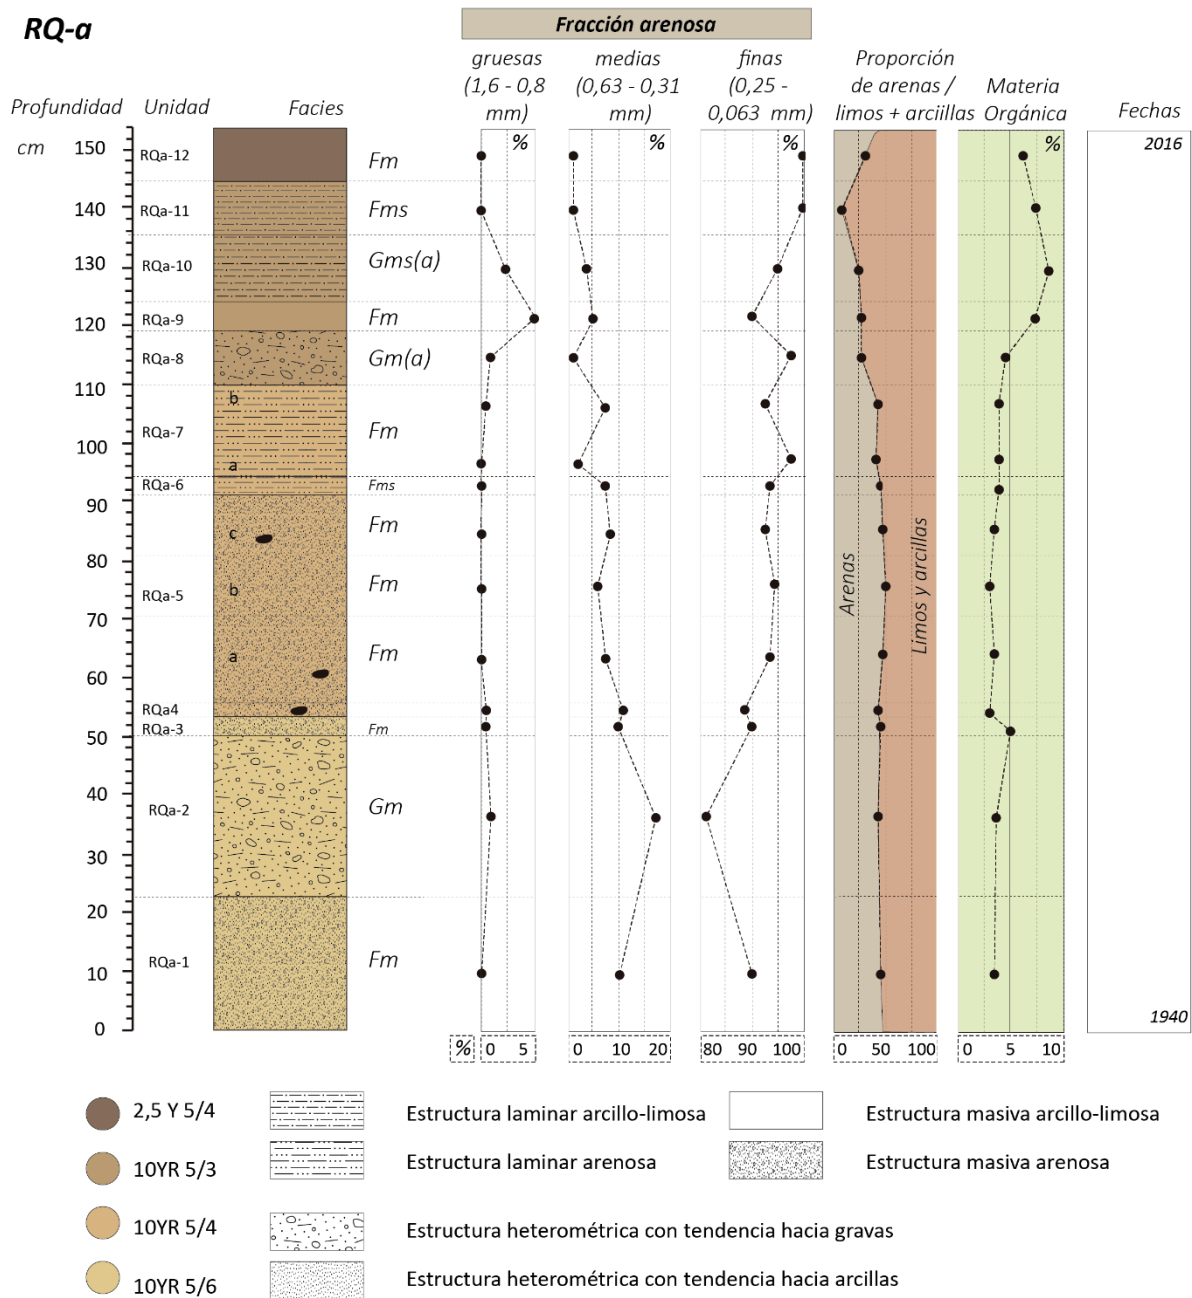 RQ-a
Fracción arenosa
gruesas
(1,6 - 0,8
mm)
medias
(0,63 - 0,31
mm)
finas
(0,25 -
0,063 mm)
Proporción
de arenas /
limos + arciillas
Materia
Orgánica
Fechas
Profundidad
Unidad
Facies
cm
% % % %
2016
150
RQa-12
Fm
140
RQa-11
Fms
130
RQa-10
Gms(a)
120
RQa-9
Fm
RQa-8
Gm(a)
110
b
RQa-7
Fm
100
a
RQa-6
Fms
90
c
Fm
80
RQa-5
b
Fm
70
a
Fm
60
RQa4
RQa-3
Fm
50
40
RQa-2
Gm
30
20
RQa-1
Fm
10
0
Arenas
Limos y arcillas
1940
% 0 5
0 10 20
80 90 100
0 50 100
0 5 10
2,5 Y 5/4
Estructura laminar arcillo-limosa
Estructura masiva arcillo-limosa
10YR 5/3
Estructura laminar arenosa
Estructura masiva arenosa
10YR 5/4
Estructura heterométrica con tendencia hacia gravas
10YR 5/6
Estructura heterométrica con tendencia hacia arcillas